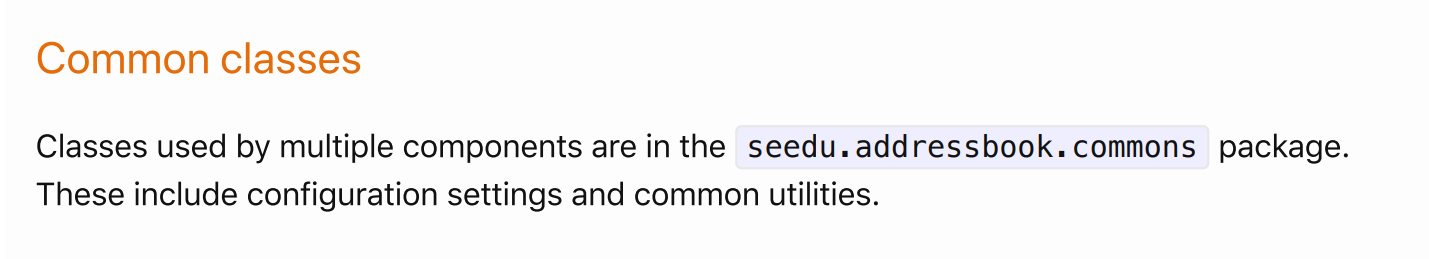 Common classes
Classes used by multiple components are in the seedu.addressbook.commons package.
These include configuration settings and common utilities.